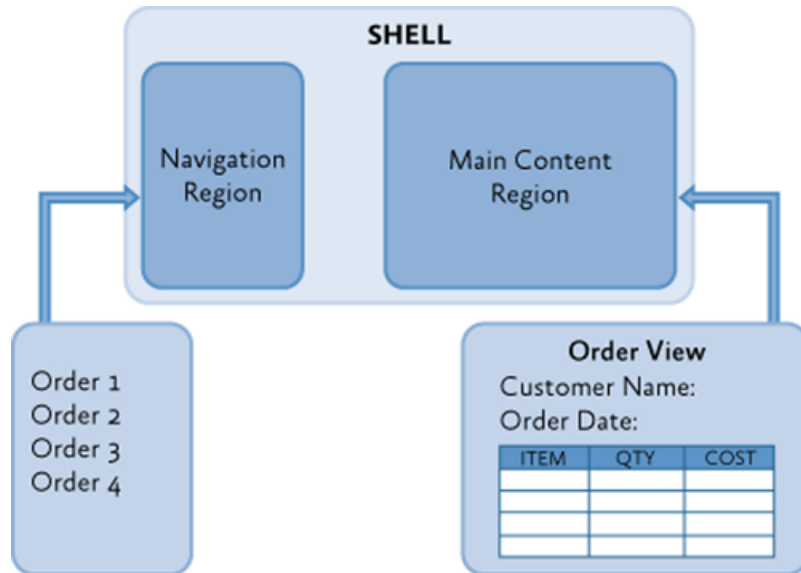 SHELL
Navigation
Region
Main Content
Region
Order 1
Order 2
Order 3
Order 4
Order View
Customer Name:
Order Date:
ITEM QTY COST